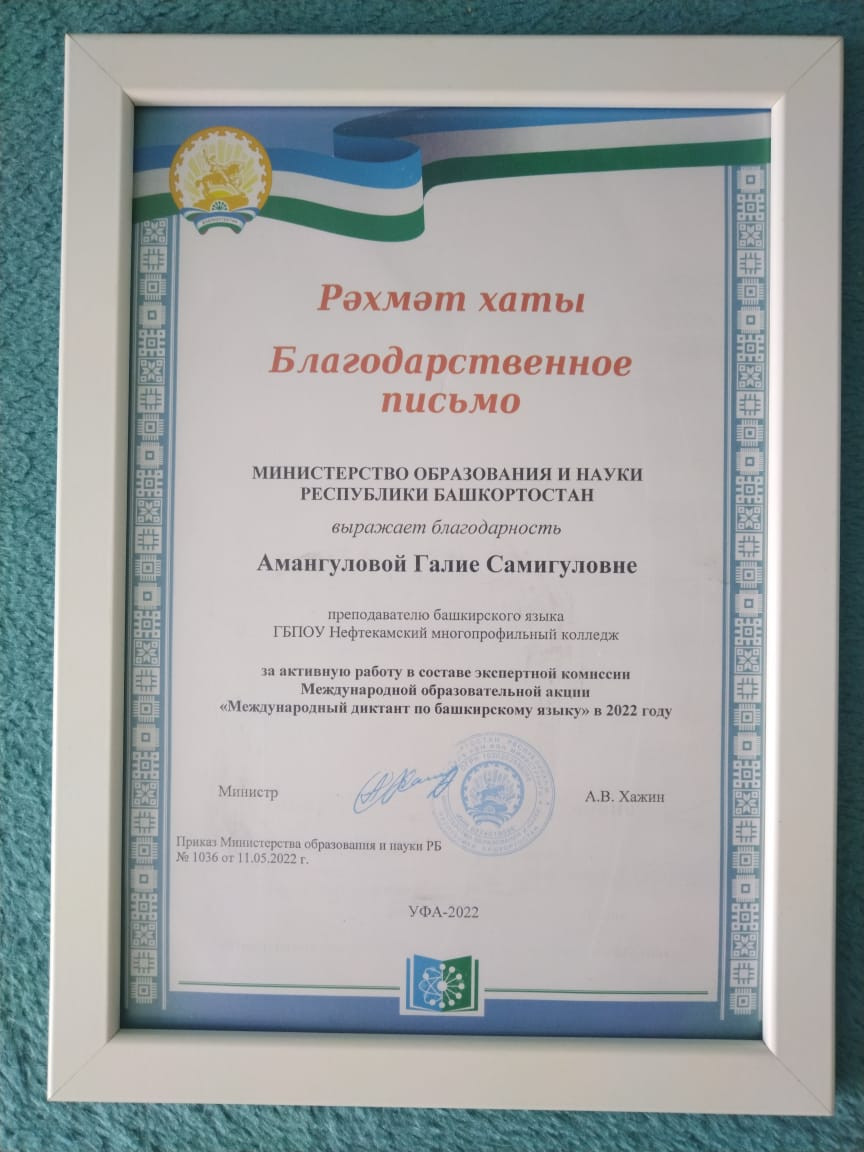 Рәхмәт хаты
Благодарственное
письмо
МИНИСТЕРСТВО ОБРАЗОВАНИЯ И НАУКИ
РЕСПУБЛИКИ БАШКОРТОСТАН
выражает благодарность
Амангуловой Галие Самигуловне
преподавателю башкирского языка
ГБПОУ Нефтекамский многопрофильный колледж
за активную работу в составе экспертной комиссии
Международной образовательной акции
«Международный диктант по башкирскому языку» в 2022 году
Министр
А.В. Хажин
Приказ Министерства образования и науки РБ
№ 1036 от 11.05.2022 г.
УФА-2022